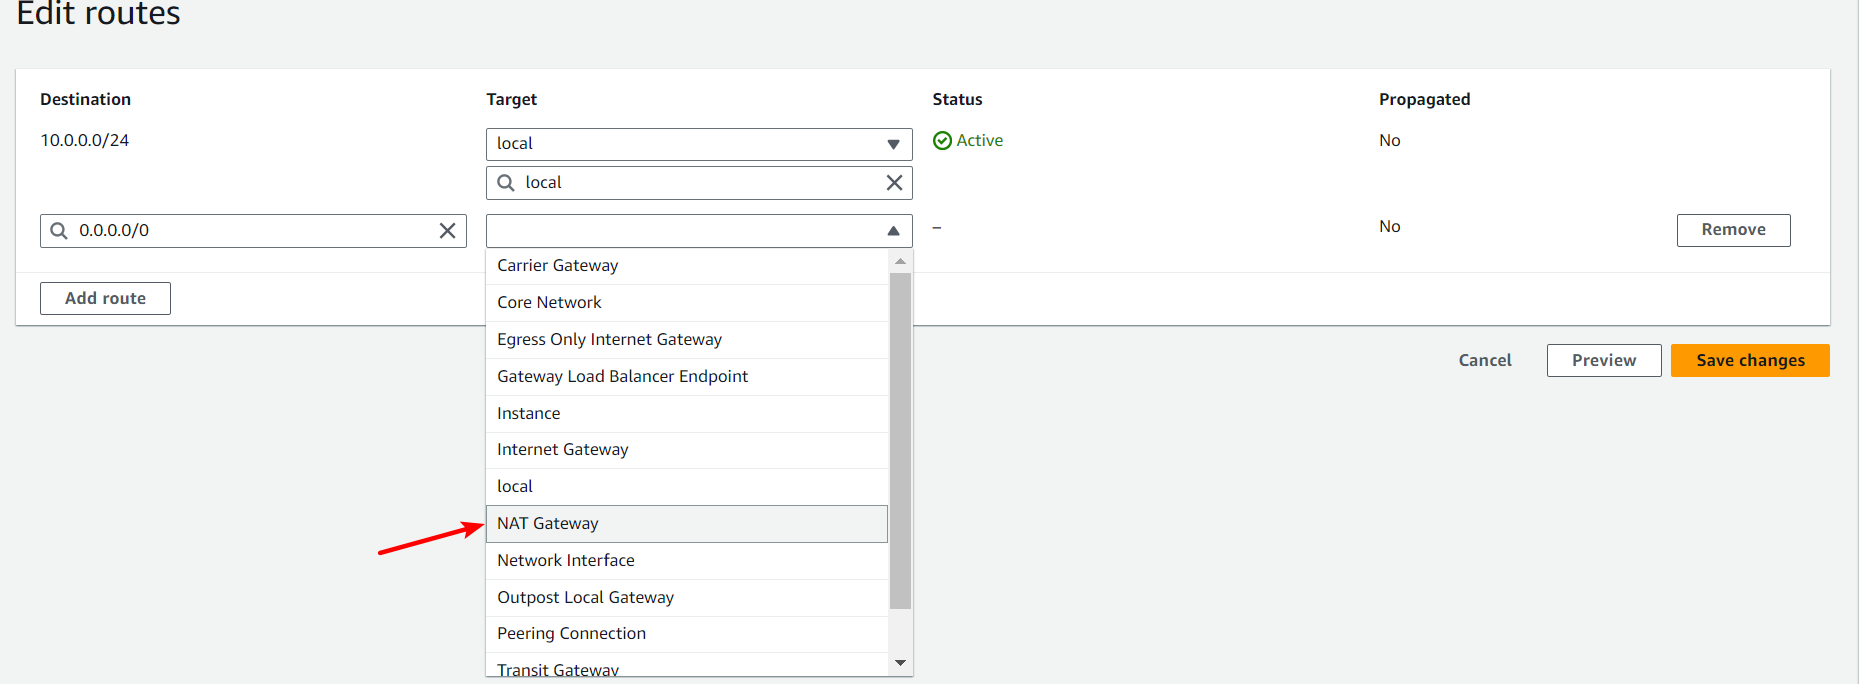 Edit routes
Destination Target Status Propagated
10.0.0.0/24 local Active No
local
0.0.0.0/0 – No Remove
Carrier Gateway
Core Network
Add route
Egress Only Internet Gateway
Cancel Preview Save changes
Gateway Load Balancer Endpoint
Instance
Internet Gateway
local
NAT Gateway
Network Interface
Outpost Local Gateway
Peering Connection
Transit Gateway